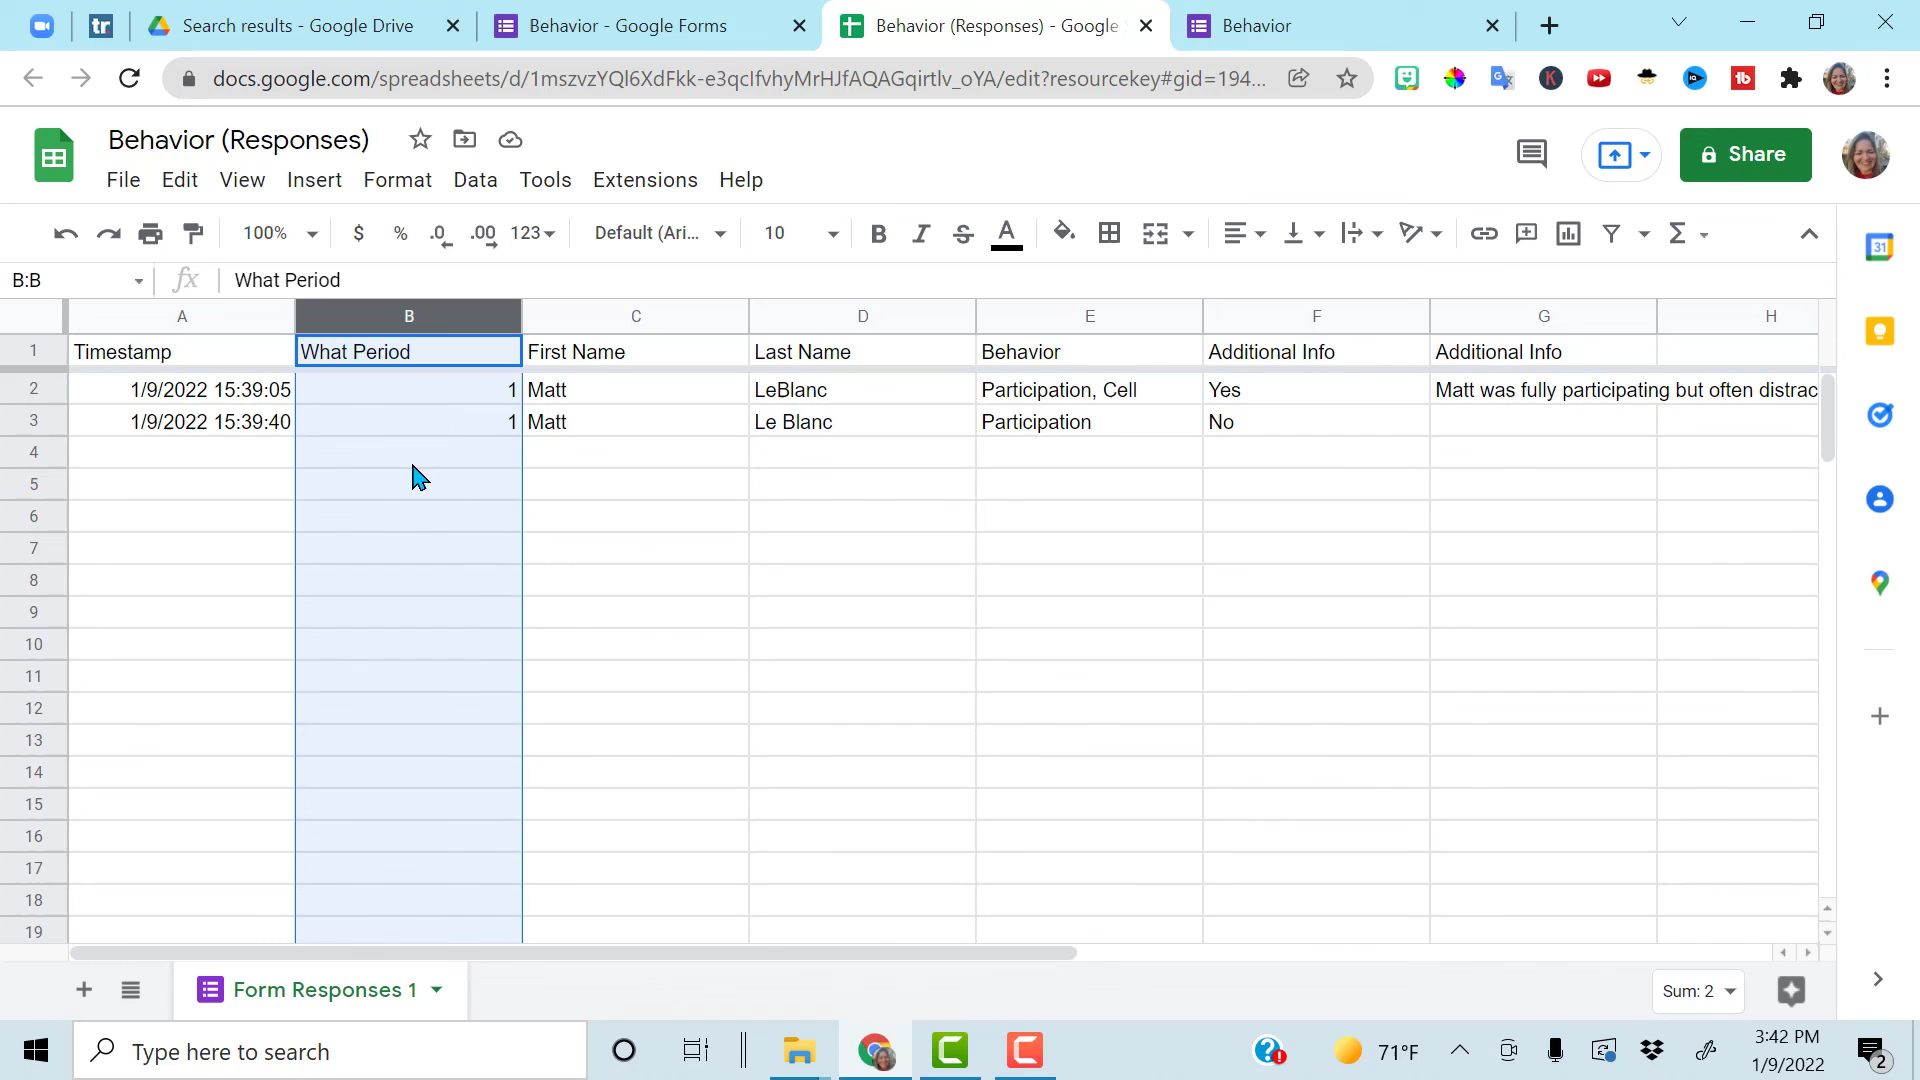 tr
Search results - Google Drive
Behavior - Google Forms
Behavior (Responses) - Google
Behavior
docs.google.com/spreadsheets/d/1mszvzYQl6XdFkk-e3qcIfvhyMrHJfAQAGqirtlv_oYA/edit?resourcekey#gid=194...
Behavior (Responses)
Share
File Edit View Insert Format Data Tools Extensions Help
100% $ % .0 .00 123 Default (Ari... 10 B I S A
31
B:B fx What Period
A B C D E F G H
1 Timestamp What Period First Name Last Name Behavior Additional Info Additional Info
2 1/9/2022 15:39:05 1 Matt LeBlanc Participation, Cell Yes Matt was fully participating but often distrac
3 1/9/2022 15:39:40 1 Matt Le Blanc Participation No
4
5
6
7
8
9
10
11
12
13
14
15
16
17
18
19
Form Responses 1
Sum: 2
Type here to search
71°F
3:42 PM
1/9/2022
2